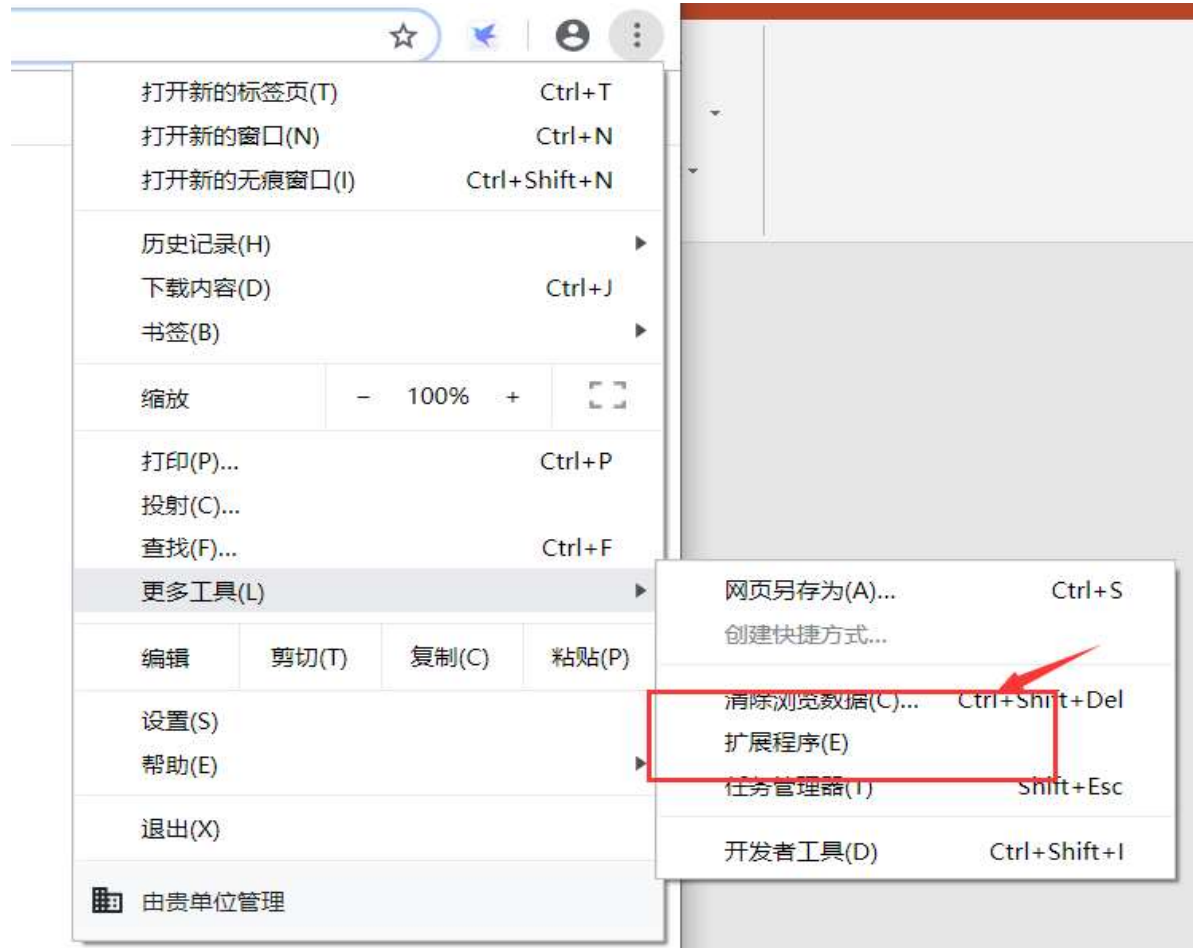 打开新的标签页(T) Ctrl+T
打开新的窗口(N) Ctrl+N
打开新的无痕窗口(I) Ctrl+Shift+N
历史记录(H)
下载内容(D) Ctrl+J
书签(B)
缩放 - 100% +
打印(P)... Ctrl+P
投射(C)...
查找(F)... Ctrl+F
更多工具(L)
编辑 剪切(T) 复制(C) 粘贴(P)
设置(S)
帮助(E)
退出(X)
由贵单位管理
网页另存为(A)... Ctrl+S
创建快捷方式...
清除浏览数据(C)... Ctrl+Shift+Del
扩展程序(E)
任务管理器(T) Shift+Esc
开发者工具(D) Ctrl+Shift+I